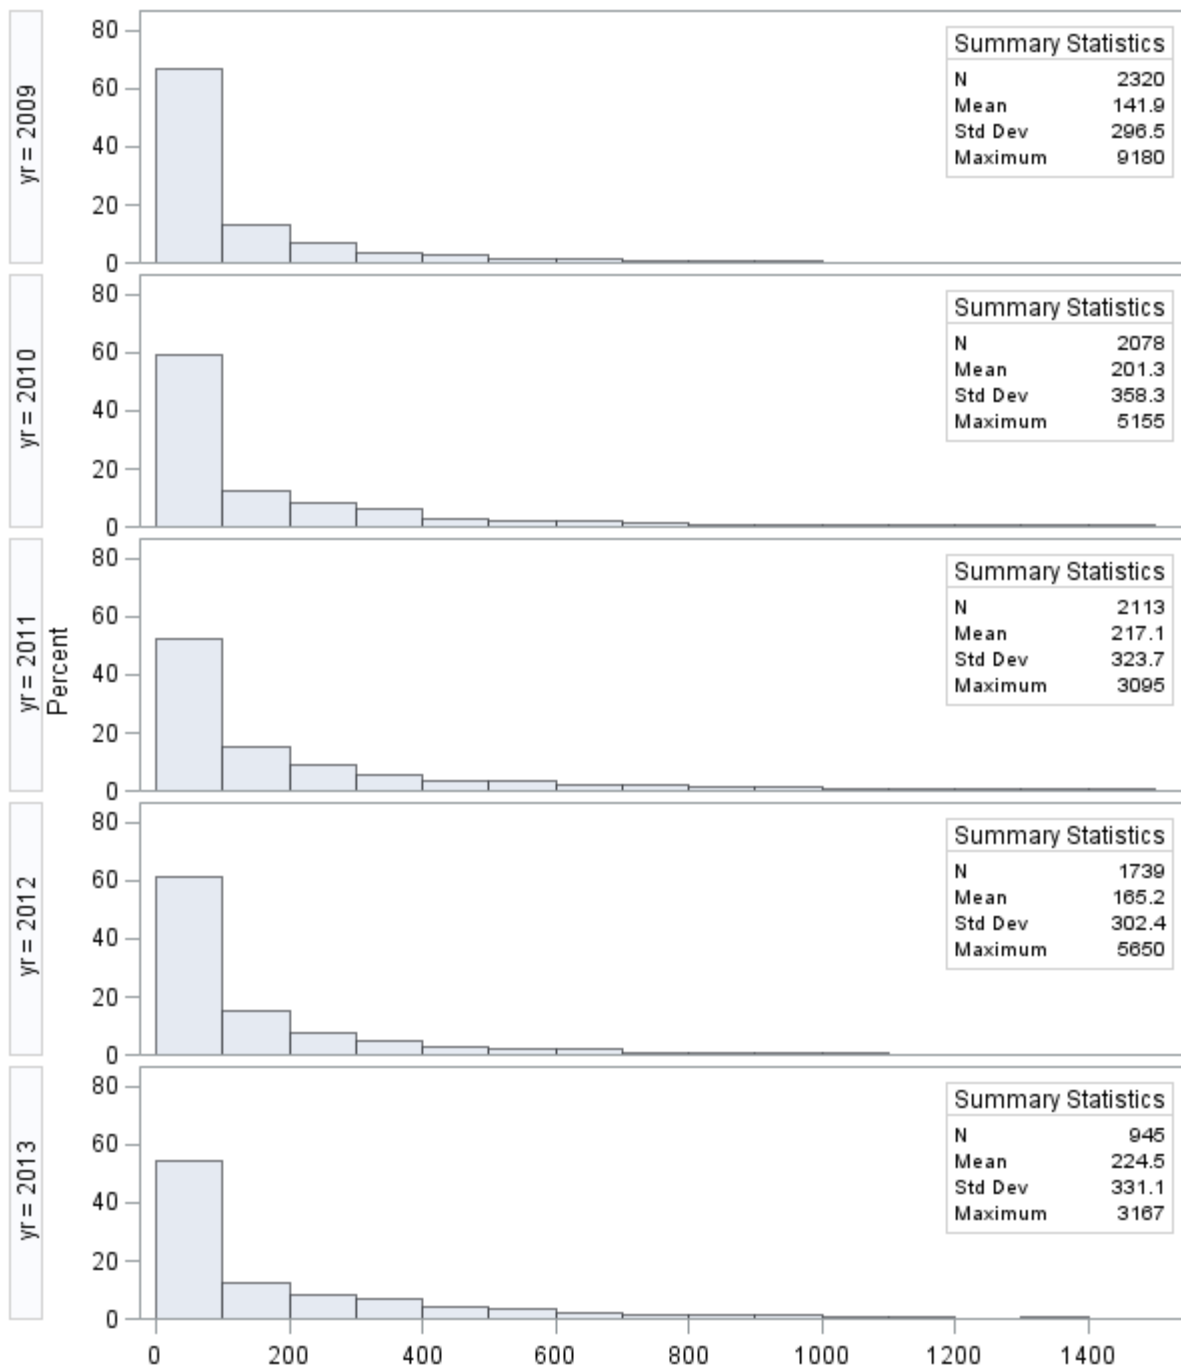 yr = 2009
80
60
40
20
0
Summary Statistics
N 2320
Mean 141.9
Std Dev 296.5
Maximum 9180
yr = 2010
80
60
40
20
0
Summary Statistics
N 2078
Mean 201.3
Std Dev 358.3
Maximum 5155
yr = 2011
Percent
80
60
40
20
0
Summary Statistics
N 2113
Mean 217.1
Std Dev 323.7
Maximum 3095
yr = 2012
80
60
40
20
0
Summary Statistics
N 1739
Mean 165.2
Std Dev 302.4
Maximum 5650
yr = 2013
80
60
40
20
0
Summary Statistics
N 945
Mean 224.5
Std Dev 331.1
Maximum 3167
0 200 400 600 800 1000 1200 1400